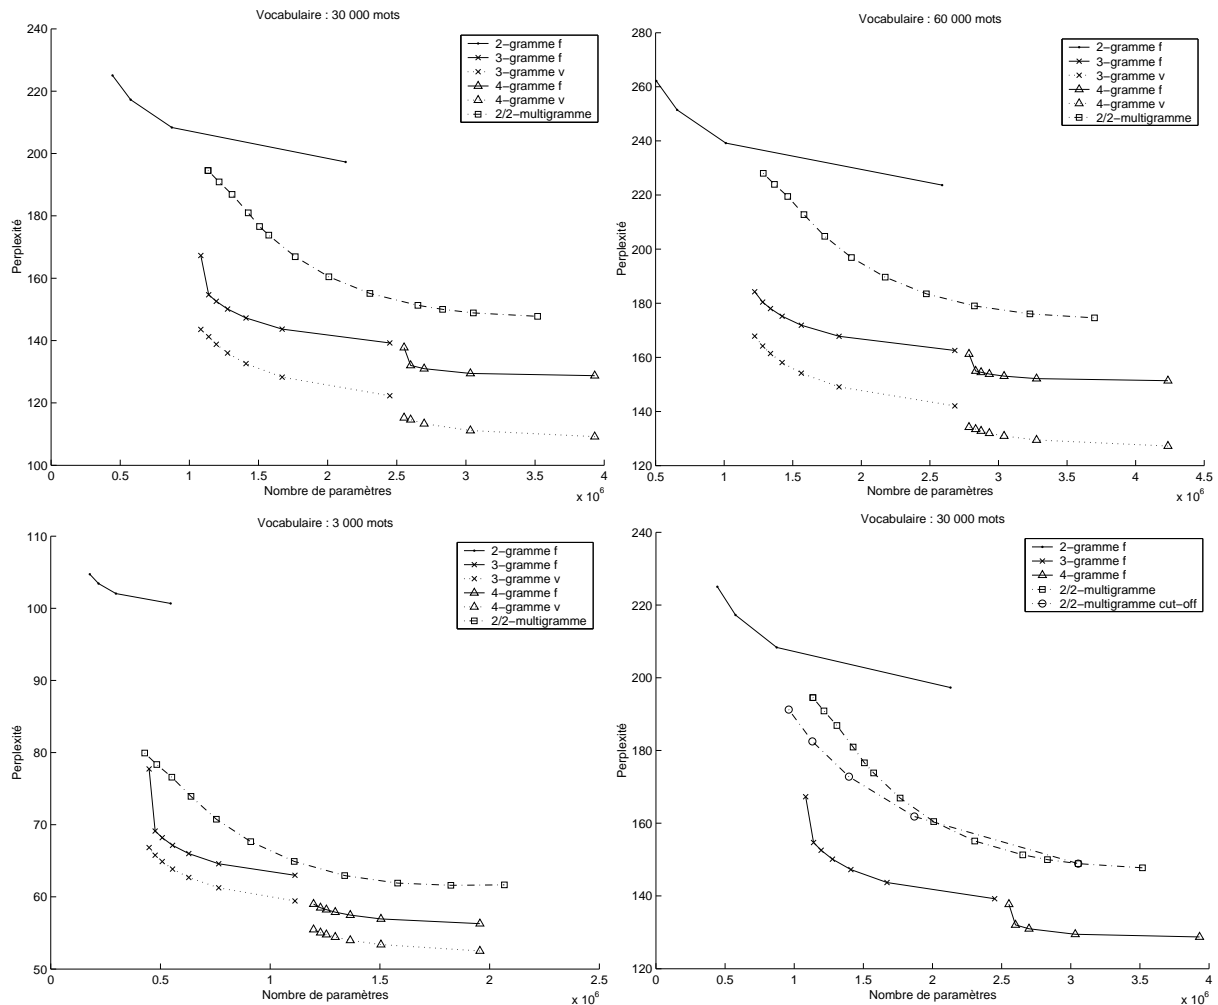 Vocabulaire : 30 000 mots
240
220
200
180
160
140
120
100
Perplexité
0
0.5
1
1.5
2
2.5
3
3.5
4
x 10^6
Nombre de paramètres
2−gramme f
3−gramme f
3−gramme v
4−gramme f
4−gramme v
2/2−multigramme
Vocabulaire : 60 000 mots
280
260
240
220
200
180
160
140
120
Perplexité
0.5
1
1.5
2
2.5
3
3.5
4
4.5
x 10^6
Nombre de paramètres
2−gramme f
3−gramme f
3−gramme v
4−gramme f
4−gramme v
2/2−multigramme
Vocabulaire : 3 000 mots
110
100
90
80
70
60
50
Perplexité
0
0.5
1
1.5
2
2.5
x 10^6
Nombre de paramètres
2−gramme f
3−gramme f
3−gramme v
4−gramme f
4−gramme v
2/2−multigramme
Vocabulaire : 30 000 mots
240
220
200
180
160
140
120
Perplexité
0
0.5
1
1.5
2
2.5
3
3.5
4
x 10^6
Nombre de paramètres
2−gramme f
3−gramme f
4−gramme f
2/2−multigramme
2/2−multigramme cut−off